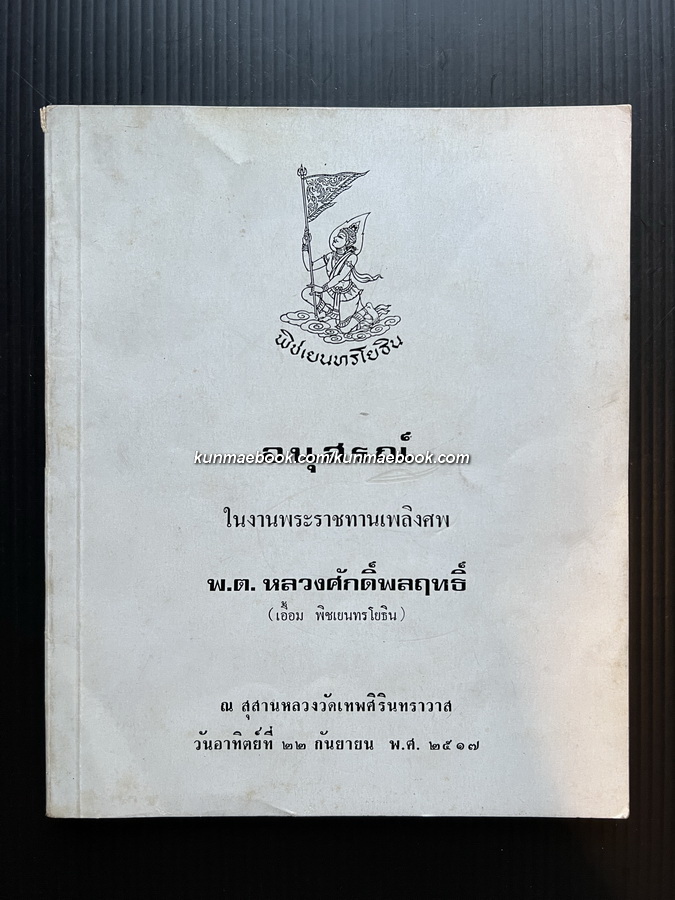 พิชเยนทรโยธิน
อนุสรณ์
kunmaebook.com/kunmaebook.com
ในงานพระราชทานเพลิงศพ
พ.ต. หลวงศักดิ์พลฤทธิ์
(เอื้อม พิชเยนทรโยธิน)
ณ สุสานหลวงวัดเทพศิรินทราวาส
วันอาทิตย์ที่ ๒๒ กันยายน พ.ศ. ๒๕๑๗